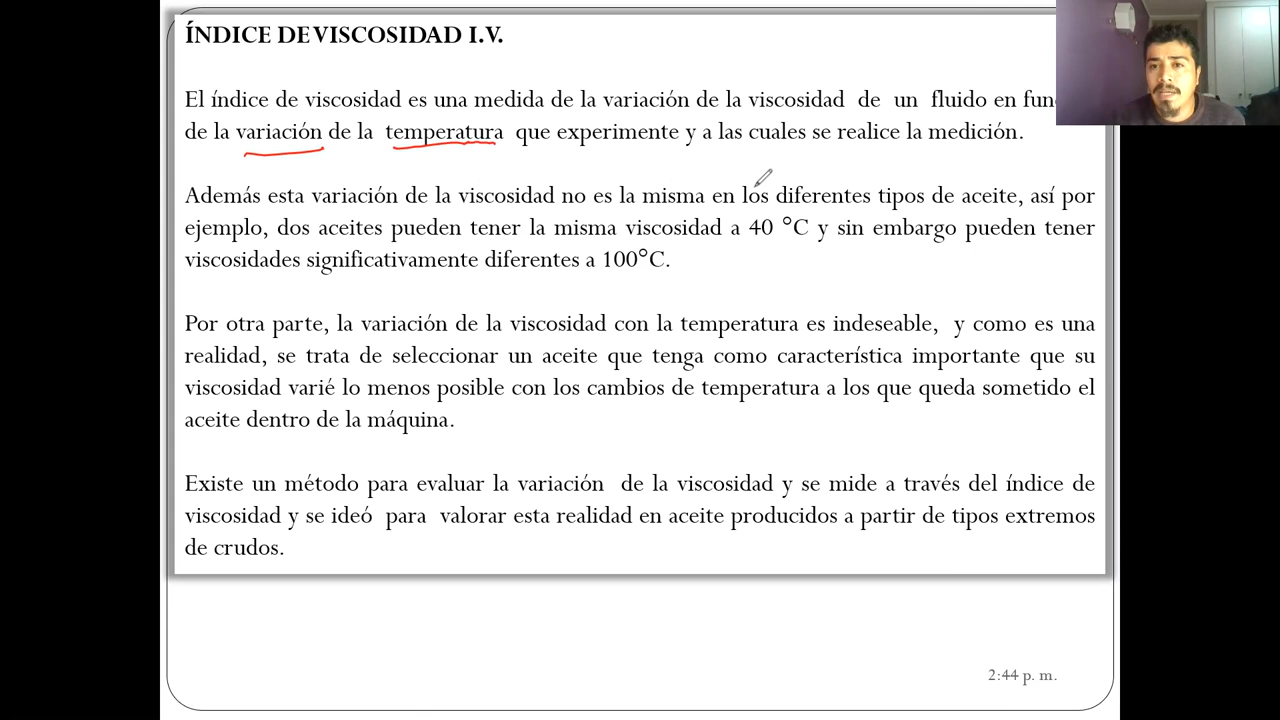 ÍNDICE DE VISCOSIDAD I.V.
El índice de viscosidad es una medida de la variación de la viscosidad de un fluido en
de la variación de la temperatura que experimente y a las cuales se realice la medición.
Además esta variación de la viscosidad no es la misma en los diferentes tipos de aceite, así por
ejemplo, dos aceites pueden tener la misma viscosidad a 40 °C y sin embargo pueden tener
viscosidades significativamente diferentes a 100°C.
Por otra parte, la variación de la viscosidad con la temperatura es indeseable, y como es una
realidad, se trata de seleccionar un aceite que tenga como característica importante que su
viscosidad varié lo menos posible con los cambios de temperatura a los que queda sometido el
aceite dentro de la máquina.
Existe un método para evaluar la variación de la viscosidad y se mide a través del índice de
viscosidad y se ideó para valorar esta realidad en aceite producidos a partir de tipos extremos
de crudos.
2:44 p. m.